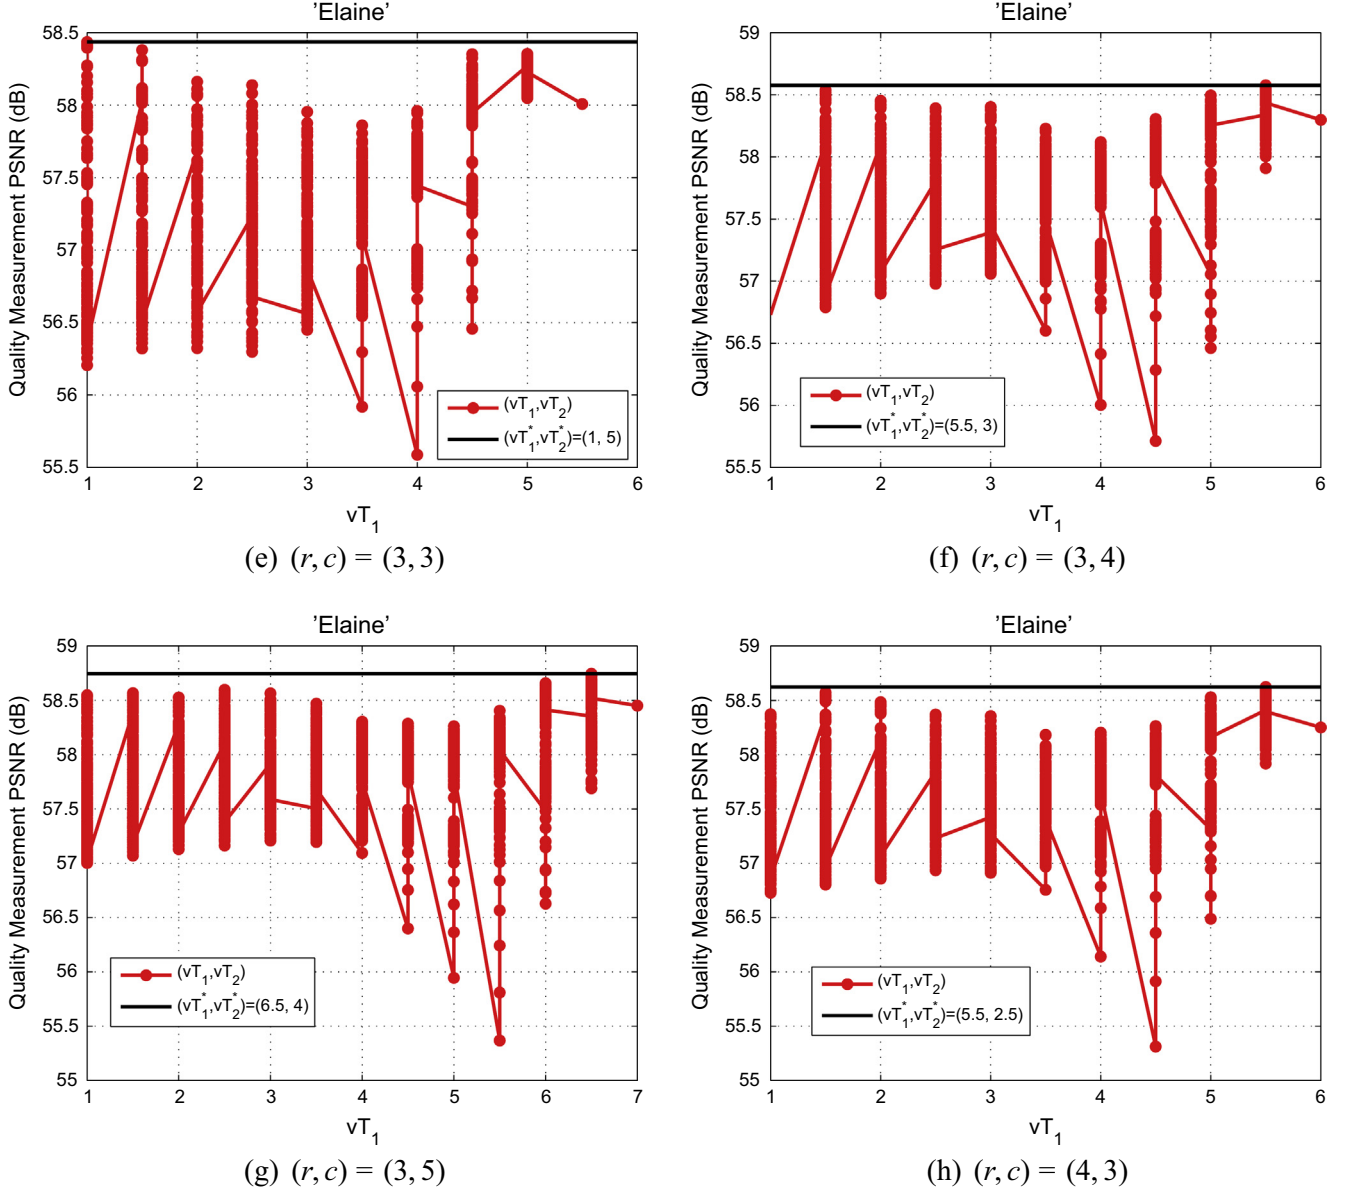 'Elaine'
58.5
58
57.5
57
56.5
56
55.5
Quality Measurement PSNR (dB)
(vT1,vT2)
(vT1*,vT2*)=(1, 5)
1 2 3 4 5 6
vT1
(e) (r, c) = (3, 3)
'Elaine'
59
58.5
58
57.5
57
56.5
56
55.5
Quality Measurement PSNR (dB)
(vT1,vT2)
(vT1*,vT2*)=(5.5, 3)
1 2 3 4 5 6
vT1
(f) (r, c) = (3, 4)
'Elaine'
59
58.5
58
57.5
57
56.5
56
55.5
55
Quality Measurement PSNR (dB)
(vT1,vT2)
(vT1*,vT2*)=(6.5, 4)
1 2 3 4 5 6 7
vT1
(g) (r, c) = (3, 5)
'Elaine'
59
58.5
58
57.5
57
56.5
56
55.5
55
Quality Measurement PSNR (dB)
(vT1,vT2)
(vT1*,vT2*)=(5.5, 2.5)
1 2 3 4 5 6
vT1
(h) (r, c) = (4, 3)